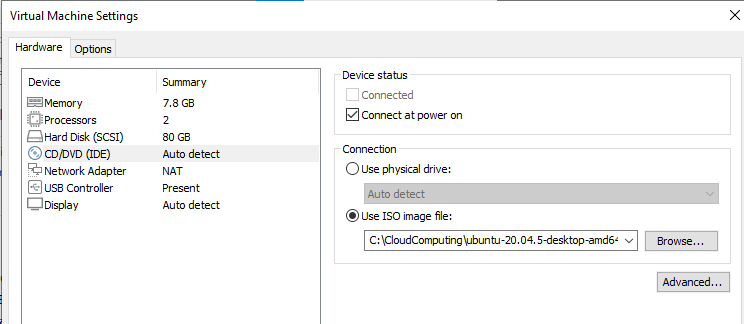 Virtual Machine Settings
Hardware Options
Device Summary
Memory 7.8 GB
Processors 2
Hard Disk (SCSI) 80 GB
CD/DVD (IDE) Auto detect
Network Adapter NAT
USB Controller Present
Display Auto detect
Device status
Connected
Connect at power on
Connection
Use physical drive:
Auto detect
Use ISO image file:
C:\CloudComputing\ubuntu-20.04.5-desktop-amd64 Browse...
Advanced...